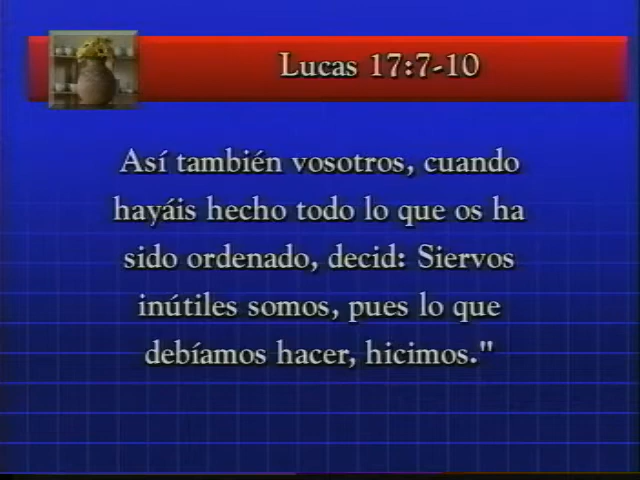 Lucas 17:7-10
Así también vosotros, cuando
hayáis hecho todo lo que os ha
sido ordenado, decid: Siervos
inútiles somos, pues lo que
debíamos hacer, hicimos."